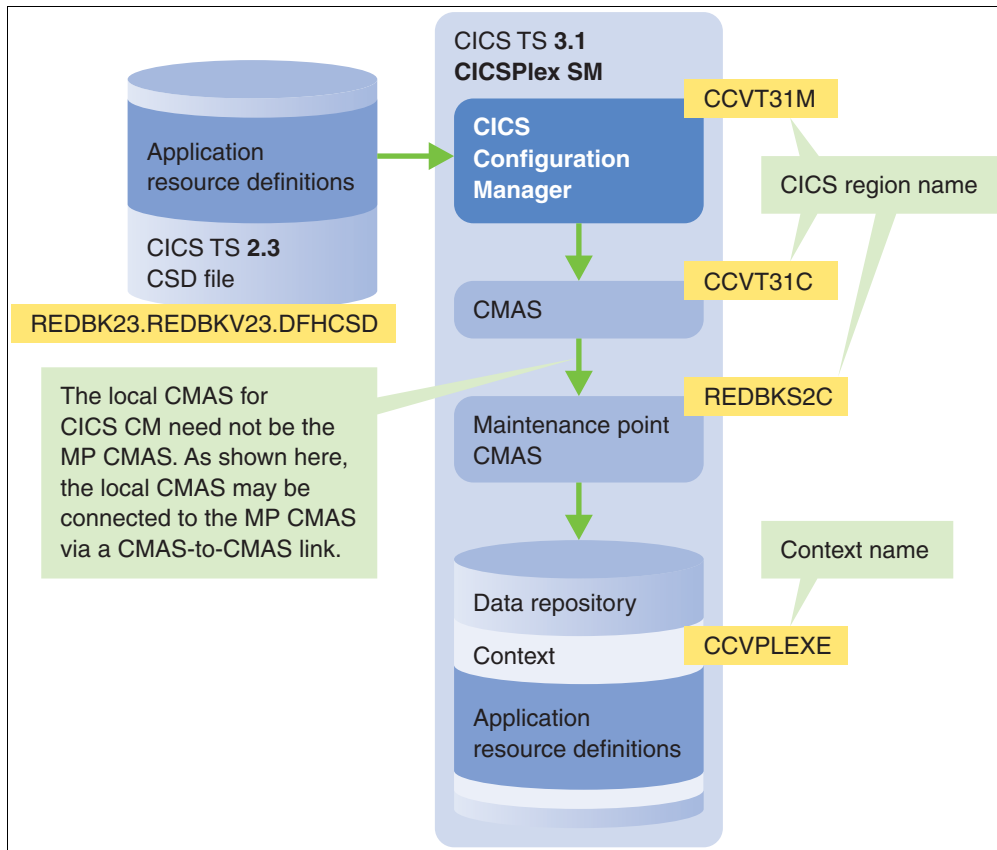 CICS TS 3.1
CICSPlex SM
CCVT31M
CICS
Configuration
Manager
Application
resource definitions
CICS region name
CICS TS 2.3
CSD file
CCVT31C
CMAS
REDBK23.REDBKV23.DFHCSD
REDBKS2C
The local CMAS for
CICS CM need not be the
MP CMAS. As shown here,
the local CMAS may be
connected to the MP CMAS
via a CMAS-to-CMAS link.
Maintenance point
CMAS
Context name
Data repository
CCVPLEXE
Context
Application
resource definitions